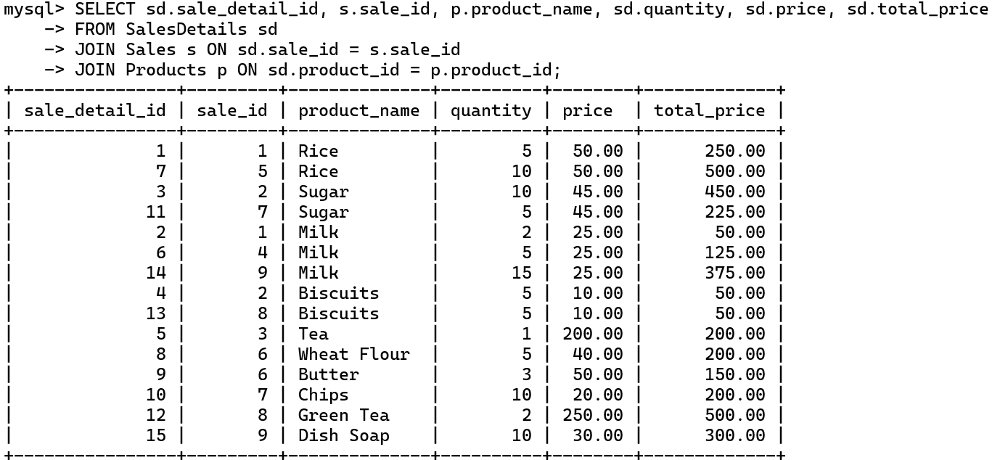 mysql> SELECT sd.sale_detail_id, s.sale_id, p.product_name, sd.quantity, sd.price, sd.total_price
    -> FROM SalesDetails sd
    -> JOIN Sales s ON sd.sale_id = s.sale_id
    -> JOIN Products p ON sd.product_id = p.product_id;
+----------------+---------+--------------+----------+--------+-------------+
| sale_detail_id | sale_id | product_name | quantity | price  | total_price |
+----------------+---------+--------------+----------+--------+-------------+
|              1 |       1 | Rice         |        5 |  50.00 |      250.00 |
|              7 |       5 | Rice         |       10 |  50.00 |      500.00 |
|              3 |       2 | Sugar        |       10 |  45.00 |      450.00 |
|             11 |       7 | Sugar        |        5 |  45.00 |      225.00 |
|              2 |       1 | Milk         |        2 |  25.00 |       50.00 |
|              6 |       4 | Milk         |        5 |  25.00 |      125.00 |
|             14 |       9 | Milk         |       15 |  25.00 |      375.00 |
|              4 |       2 | Biscuits     |        5 |  10.00 |       50.00 |
|             13 |       8 | Biscuits     |        5 |  10.00 |       50.00 |
|              5 |       3 | Tea          |        1 | 200.00 |      200.00 |
|              8 |       6 | Wheat Flour  |        5 |  40.00 |      200.00 |
|              9 |       6 | Butter       |        3 |  50.00 |      150.00 |
|             10 |       7 | Chips        |       10 |  20.00 |      200.00 |
|             12 |       8 | Green Tea    |        2 | 250.00 |      500.00 |
|             15 |       9 | Dish Soap    |       10 |  30.00 |      300.00 |
+----------------+---------+--------------+----------+--------+-------------+